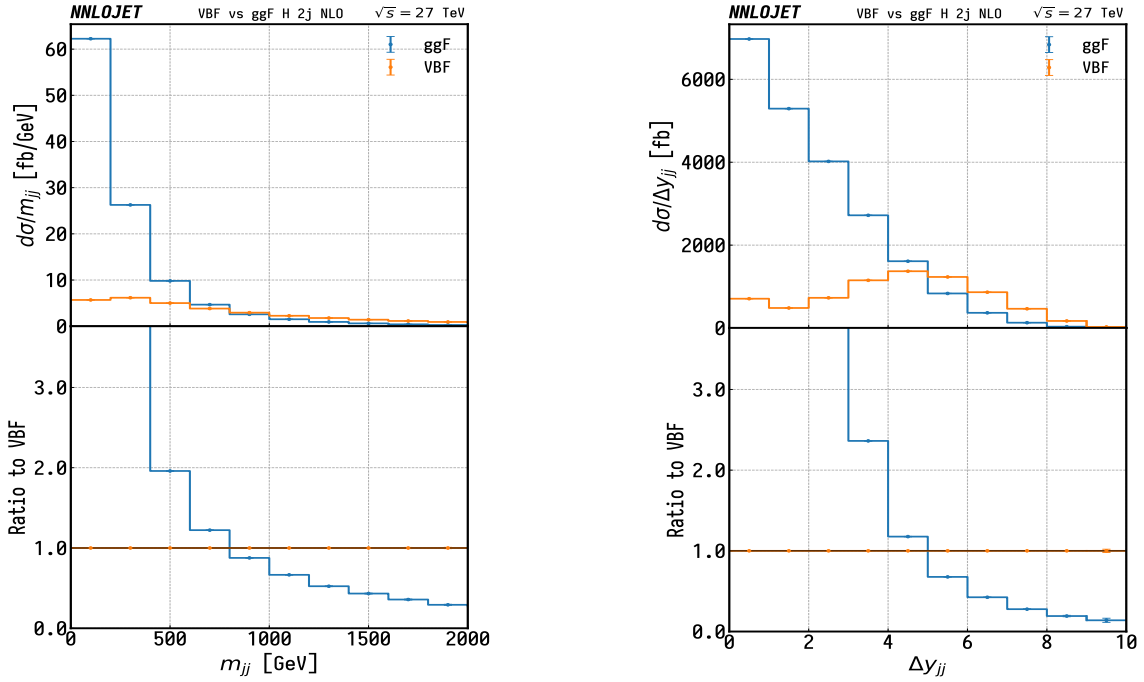 NNLOJET VBF vs ggF H 2j NLO √s = 27 TeV
ggF
VBF
dσ/m_jj [fb/GeV]
60
50
40
30
20
10
0
Ratio to VBF
3.0
2.0
1.0
0.0
0 500 1000 1500 2000
m_jj [GeV]
NNLOJET VBF vs ggF H 2j NLO √s = 27 TeV
ggF
VBF
dσ/Δy_jj [fb]
6000
4000
2000
0
Ratio to VBF
3.0
2.0
1.0
0.0
0 2 4 6 8 10
Δy_jj